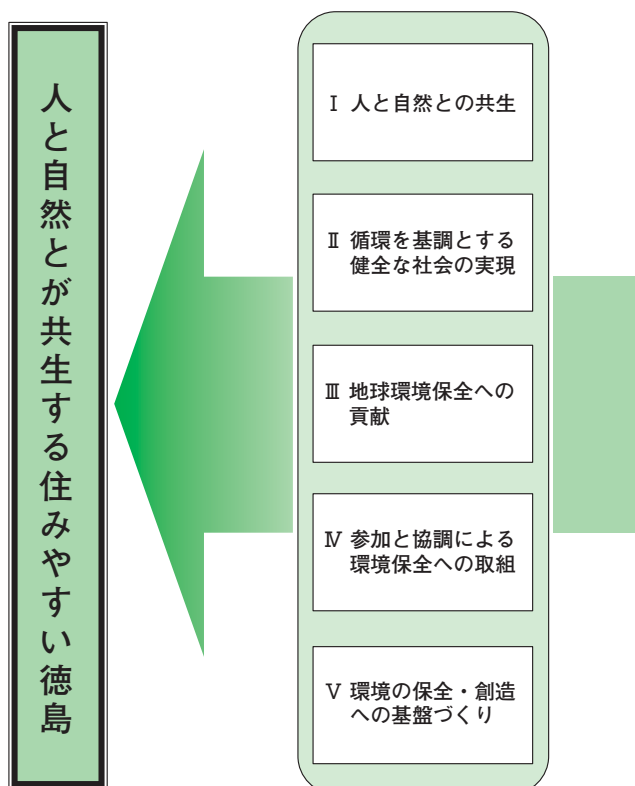 人と自然とが共生する住みやすい徳島
Ⅰ 人と自然との共生
Ⅱ 循環を基調とする
健全な社会の実現
Ⅲ 地球環境保全への
貢献
Ⅳ 参加と協調による
環境保全への取組
Ⅴ 環境の保全・創造
への基盤づくり